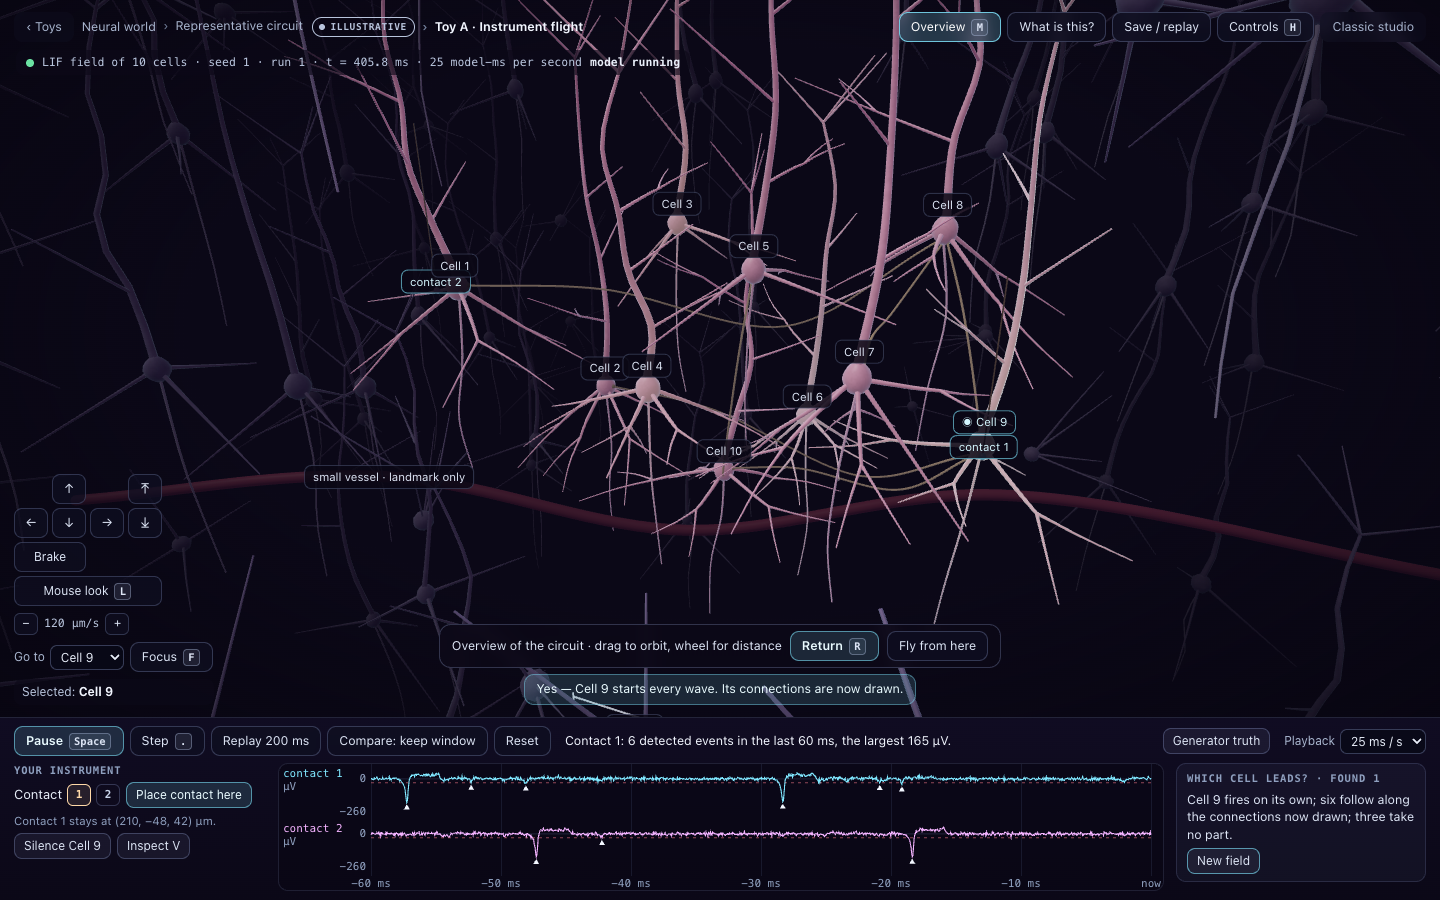 ‹ Toys Neural world › Representative circuit ILLUSTRATIVE › Toy A · Instrument flight
Overview M What is this? Save / replay Controls H Classic studio
LIF field of 10 cells · seed 1 · run 1 · t = 405.8 ms · 25 model-ms per second model running
Cell 3
Cell 8
Cell 5
Cell 1
contact 2
Cell 7
Cell 2
Cell 4
Cell 6
Cell 9
contact 1
Cell 10
small vessel · landmark only
↑ ⤒
← ↓ → ⤓
Brake
Mouse look L
− 120 μm/s +
Go to Cell 9 Focus F
Selected: Cell 9
Overview of the circuit · drag to orbit, wheel for distance Return R Fly from here
Yes — Cell 9 starts every wave. Its connections are now drawn.
Pause Space Step . Replay 200 ms Compare: keep window Reset Contact 1: 6 detected events in the last 60 ms, the largest 165 μV.
Generator truth Playback 25 ms / s
YOUR INSTRUMENT
Contact 1 2 Place contact here
Contact 1 stays at (210, −48, 42) μm.
Silence Cell 9 Inspect V
contact 1 0
μV
−260
contact 2 0
μV
−260
−60 ms −50 ms −40 ms −30 ms −20 ms −10 ms now
WHICH CELL LEADS? · FOUND 1
Cell 9 fires on its own; six follow along
the connections now drawn; three take
no part.
New field